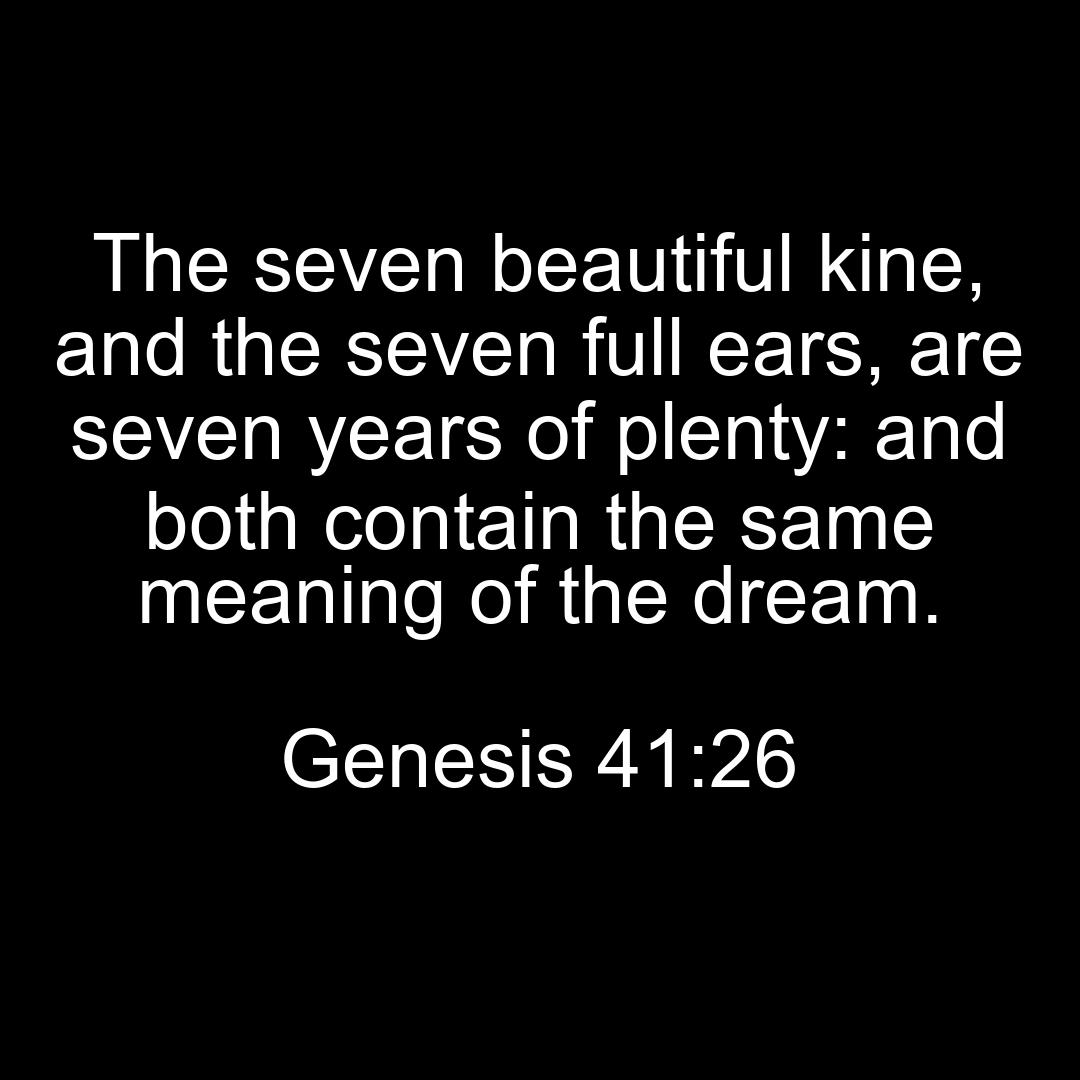 The seven beautiful kine,
and the seven full ears, are
seven years of plenty: and
both contain the same
meaning of the dream.
Genesis 41:26